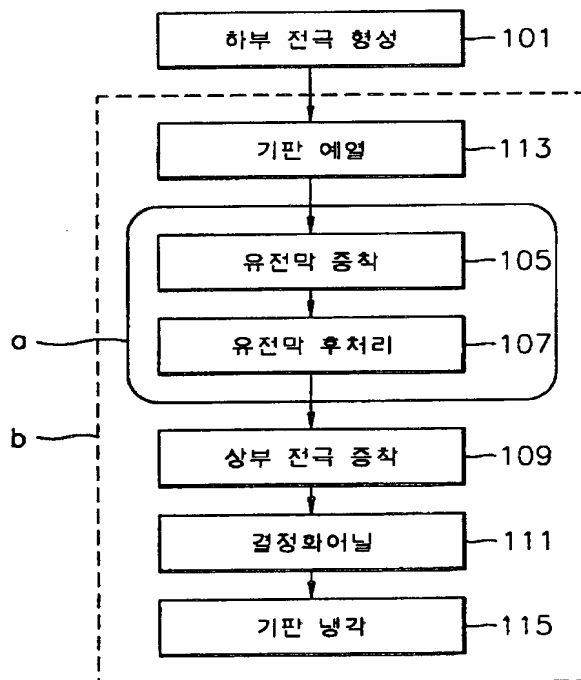 하부 전극 형성 101
기판 예열 113
유전막 증착 105
유전막 후처리 107
a
b
상부 전극 증착 109
결정화어닐 111
기판 냉각 115